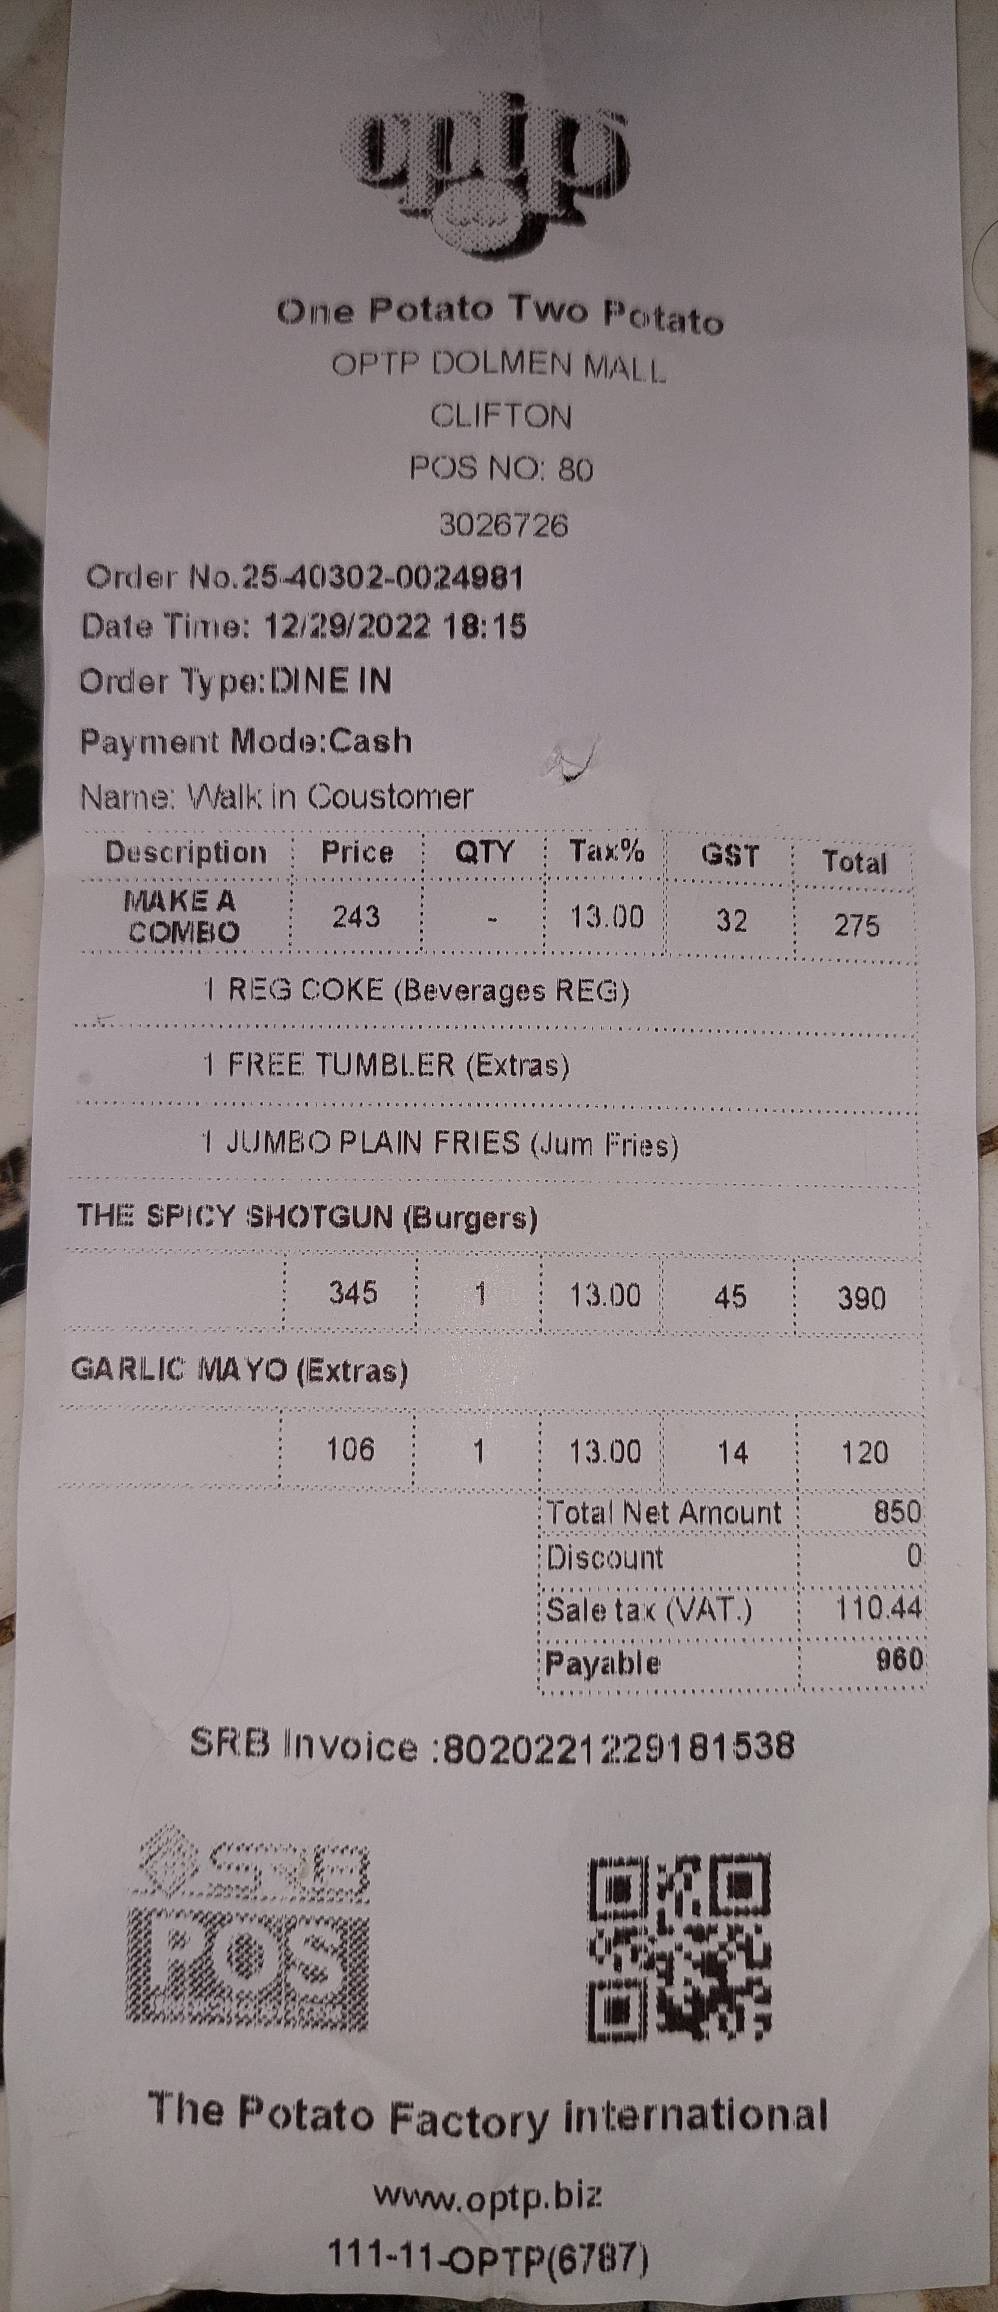 optp
One Potato Two Potato
OPTP DOLMEN MALL
CLIFTON
POS NO: 80
3026726
Order No.25-40302-0024981
Date Time: 12/29/2022 18:15
Order Type:DINE IN
Payment Mode:Cash
Name: Walk in Coustomer
Description Price QTY Tax% GST Total
MAKE A
COMBO 243 - 13.00 32 275
1 REG COKE (Beverages REG)
1 FREE TUMBLER (Extras)
1 JUMBO PLAIN FRIES (Jum Fries)
THE SPICY SHOTGUN (Burgers)
345 1 13.00 45 390
GARLIC MAYO (Extras)
106 1 13.00 14 120
Total Net Amount 850
Discount 0
Sale tax (VAT.) 110.44
Payable 960
SRB Invoice :8020221229181538
SRB
POS
The Potato Factory international
www.optp.biz
111-11-OPTP(6787)